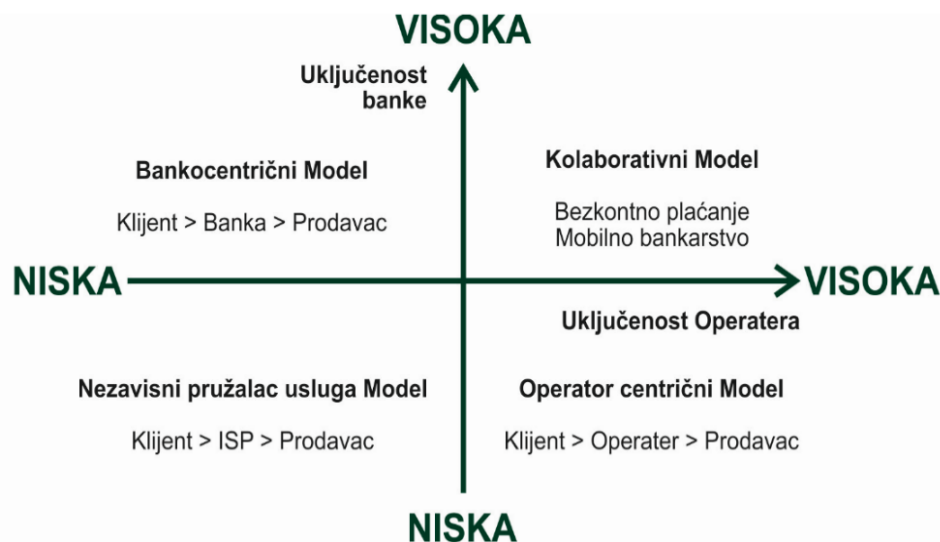 VISOKA
Uključenost
banke
Bankocentrični Model
Klijent > Banka > Prodavac
Kolaborativni Model
Bezkontno plaćanje
Mobilno bankarstvo
NISKA
VISOKA
Uključenost Operatera
Nezavisni pružalac usluga Model
Klijent > ISP > Prodavac
Operator centrični Model
Klijent > Operater > Prodavac
NISKA